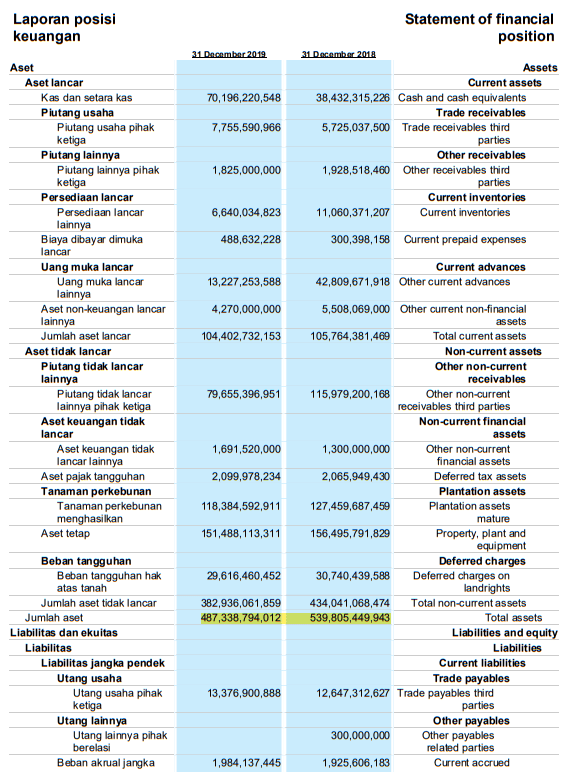 Laporan posisi Statement of financial
keuangan position
31 December 2019 31 December 2018
Aset Assets
Aset lancar Current assets
Kas dan setara kas 70,196,220,548 38,432,315,226 Cash and cash equivalents
Piutang usaha Trade receivables
Piutang usaha pihak 7,755,590,966 5,725,037,500 Trade receivables third
ketiga parties
Piutang lainnya Other receivables
Piutang lainnya pihak 1,825,000,000 1,928,518,460 Other receivables third
ketiga parties
Persediaan lancar Current inventories
Persediaan lancar 6,640,034,823 11,060,371,207 Current inventories
lainnya
Biaya dibayar dimuka 488,632,228 300,398,158 Current prepaid expenses
lancar
Uang muka lancar Current advances
Uang muka lancar 13,227,253,588 42,809,671,918 Other current advances
lainnya
Aset non-keuangan lancar 4,270,000,000 5,508,069,000 Other current non-financial
lainnya assets
Jumlah aset lancar 104,402,732,153 105,764,381,469 Total current assets
Aset tidak lancar Non-current assets
Piutang tidak lancar Other non-current
lainnya receivables
Piutang tidak lancar 79,655,396,951 115,979,200,168 Other non-current
lainnya pihak ketiga receivables third parties
Aset keuangan tidak Non-current financial
lancar assets
Aset keuangan tidak 1,691,520,000 1,300,000,000 Other non-current
lancar lainnya financial assets
Aset pajak tangguhan 2,099,978,234 2,065,949,430 Deferred tax assets
Tanaman perkebunan Plantation assets
Tanaman perkebunan 118,384,592,911 127,459,687,459 Plantation assets
menghasilkan mature
Aset tetap 151,488,113,311 156,495,791,829 Property, plant and
equipment
Beban tangguhan Deferred charges
Beban tangguhan hak 29,616,460,452 30,740,439,588 Deferred charges on
atas tanah landrights
Jumlah aset tidak lancar 382,936,061,859 434,041,068,474 Total non-current assets
Jumlah aset 487,338,794,012 539,805,449,943 Total assets
Liabilitas dan ekuitas Liabilities and equity
Liabilitas Liabilities
Liabilitas jangka pendek Current liabilities
Utang usaha Trade payables
Utang usaha pihak 13,376,900,888 12,647,312,627 Trade payables third
ketiga parties
Utang lainnya Other payables
Utang lainnya pihak 300,000,000 Other payables
berelasi related parties
Beban akrual jangka 1,984,137,445 1,925,606,183 Current accrued